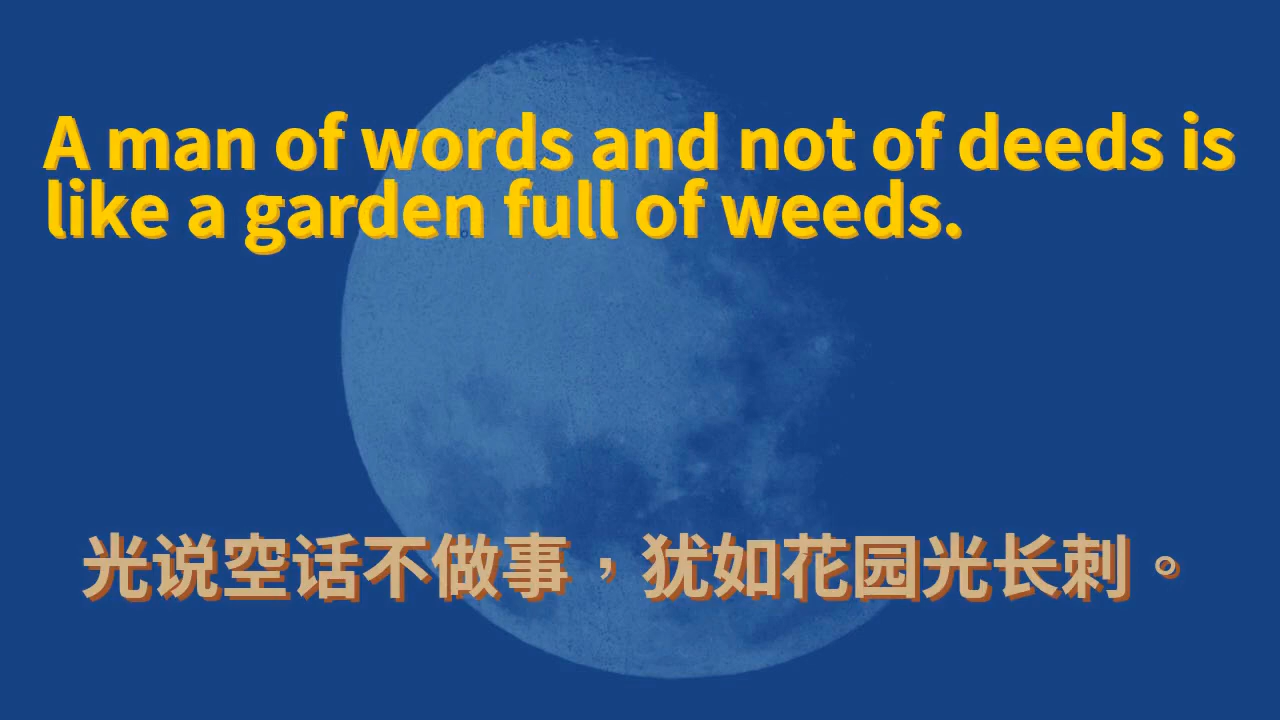 A man of words and not of deeds is
like a garden full of weeds.
光说空话不做事，犹如花园光长刺。